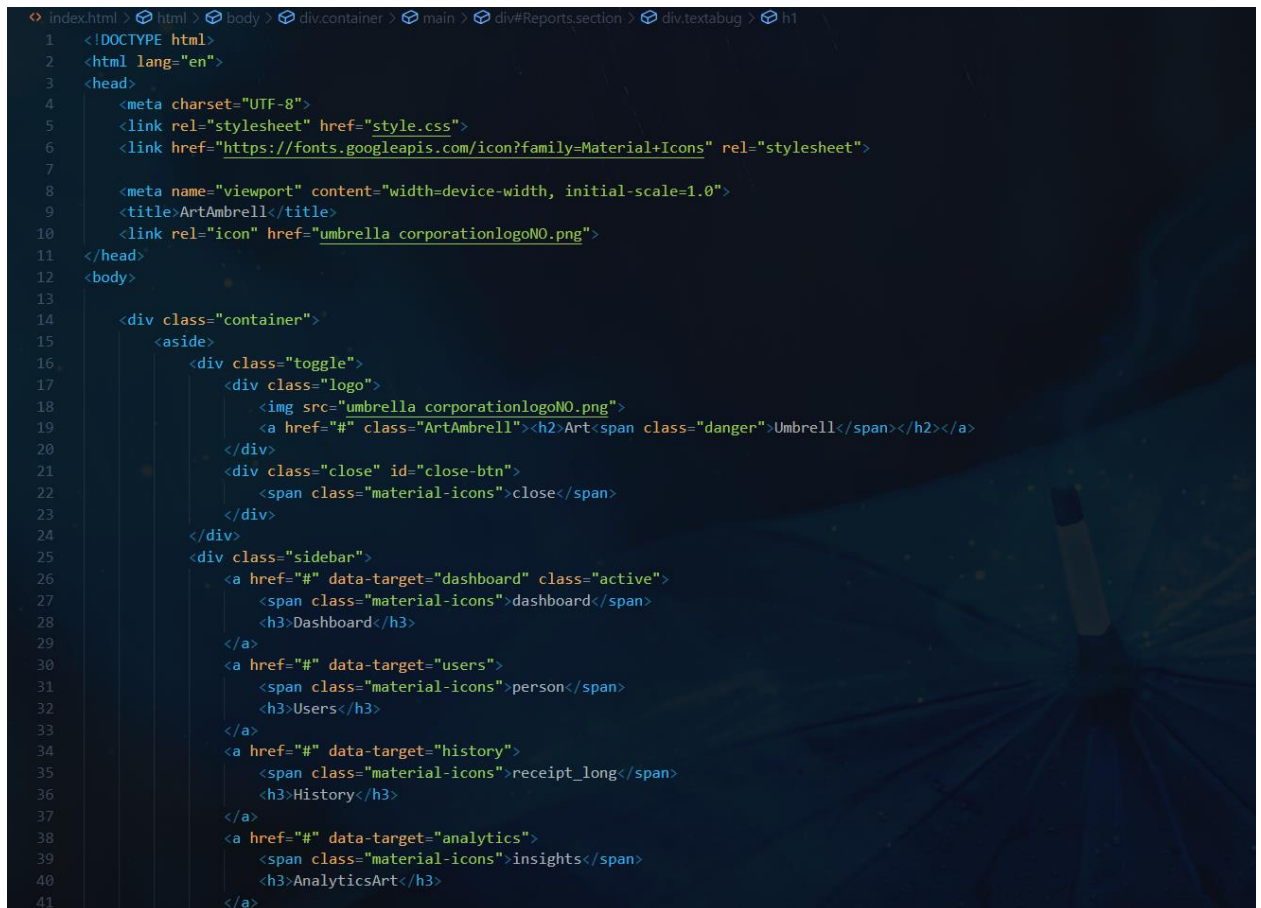 index.html > html > body > div.container > main > div#Reports.section > div.textabug > h1
1 <!DOCTYPE html>
2 <html lang="en">
3 <head>
4     <meta charset="UTF-8">
5     <link rel="stylesheet" href="style.css">
6     <link href="https://fonts.googleapis.com/icon?family=Material+Icons" rel="stylesheet">
7
8     <meta name="viewport" content="width=device-width, initial-scale=1.0">
9     <title>ArtAmbrell</title>
10     <link rel="icon" href="umbrella corporationlogoNO.png">
11 </head>
12 <body>
13
14     <div class="container">
15         <aside>
16             <div class="toggle">
17                 <div class="logo">
18                     <img src="umbrella corporationlogoNO.png">
19                     <a href="#" class="ArtAmbrell"><h2>Art<span class="danger">Umbrell</span></h2></a>
20                 </div>
21                 <div class="close" id="close-btn">
22                     <span class="material-icons">close</span>
23                 </div>
24             </div>
25             <div class="sidebar">
26                 <a href="#" data-target="dashboard" class="active">
27                     <span class="material-icons">dashboard</span>
28                     <h3>Dashboard</h3>
29                 </a>
30                 <a href="#" data-target="users">
31                     <span class="material-icons">person</span>
32                     <h3>Users</h3>
33                 </a>
34                 <a href="#" data-target="history">
35                     <span class="material-icons">receipt_long</span>
36                     <h3>History</h3>
37                 </a>
38                 <a href="#" data-target="analytics">
39                     <span class="material-icons">insights</span>
40                     <h3>AnalyticsArt</h3>
41                 </a>